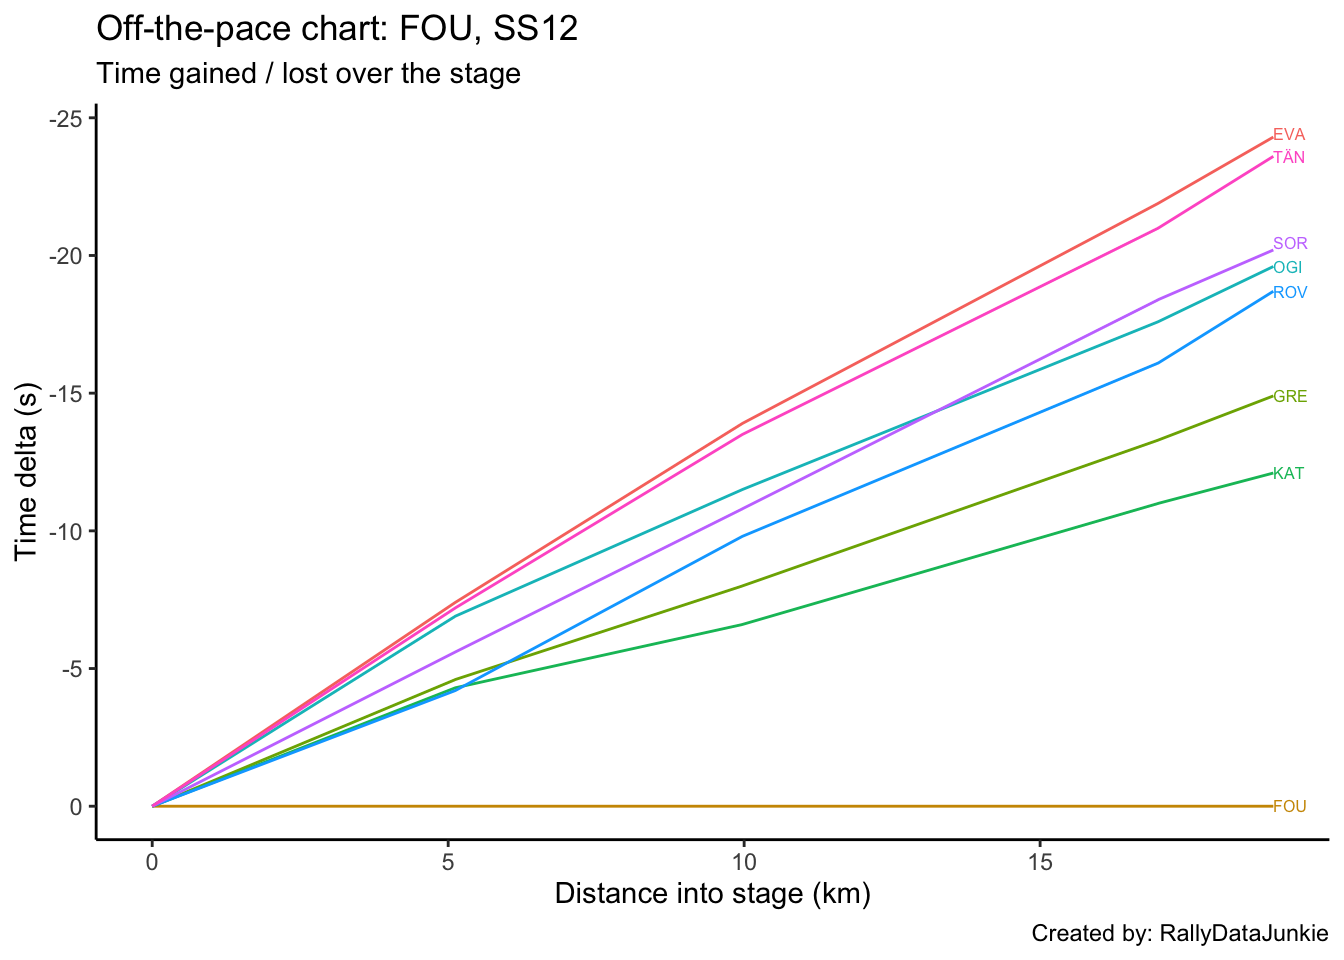 Off-the-pace chart: FOU, SS12
Time gained / lost over the stage
-25
-20
-15
-10
-5
0
Time delta (s)
EVA
TÄN
SOR
OGI
ROV
GRE
KAT
FOU
0 5 10 15
Distance into stage (km)
Created by: RallyDataJunkie